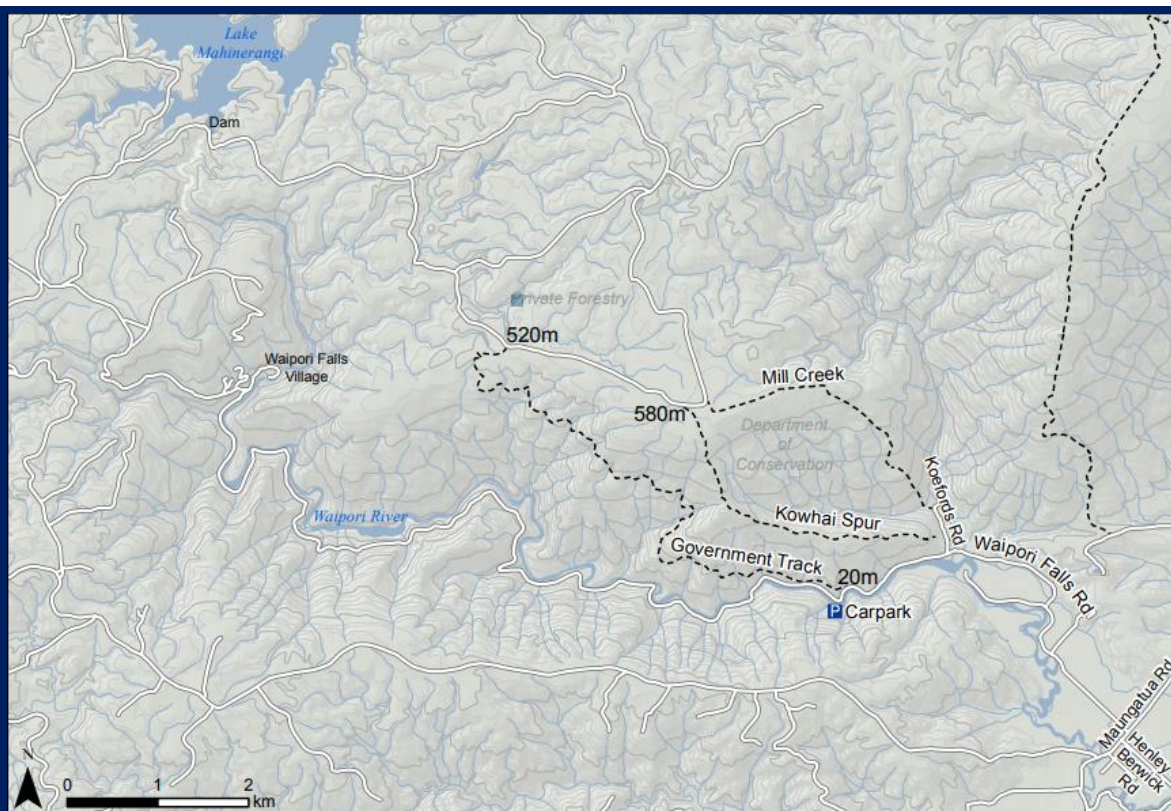 Lake
Mahinerangi
Dam
Private Forestry
520m
Waipori Falls
Village
Mill Creek
580m
Department
of
Conservation
Koefords Rd
Waipori River
Kowhai Spur
Government Track
Waipori Falls Rd
20m
P Carpark
Maungatua Rd
Henley
Berwick
Rd
N
0 1 2
km